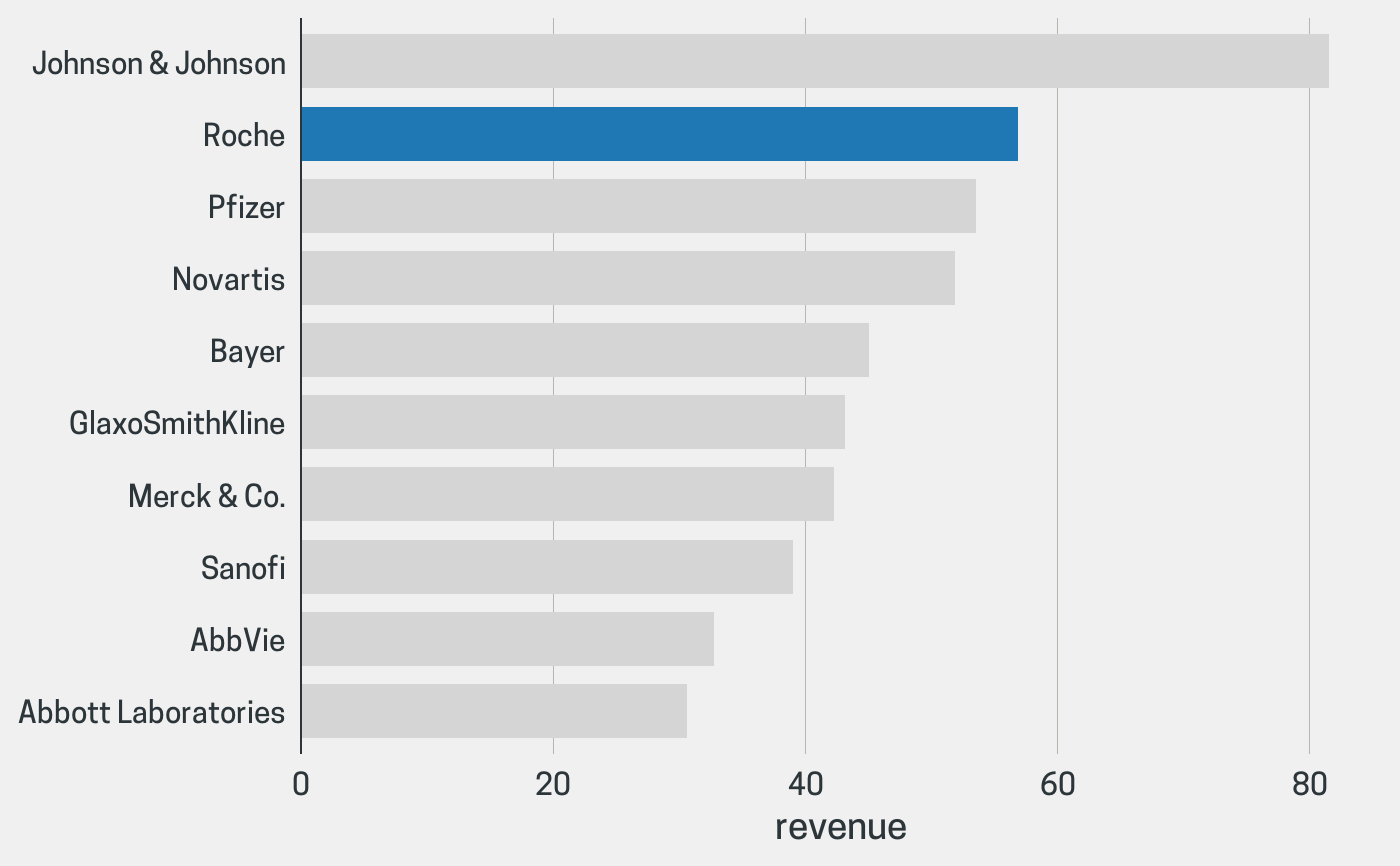 Johnson & Johnson
Roche
Pfizer
Novartis
Bayer
GlaxoSmithKline
Merck & Co.
Sanofi
AbbVie
Abbott Laboratories
0 20 40 60 80
revenue